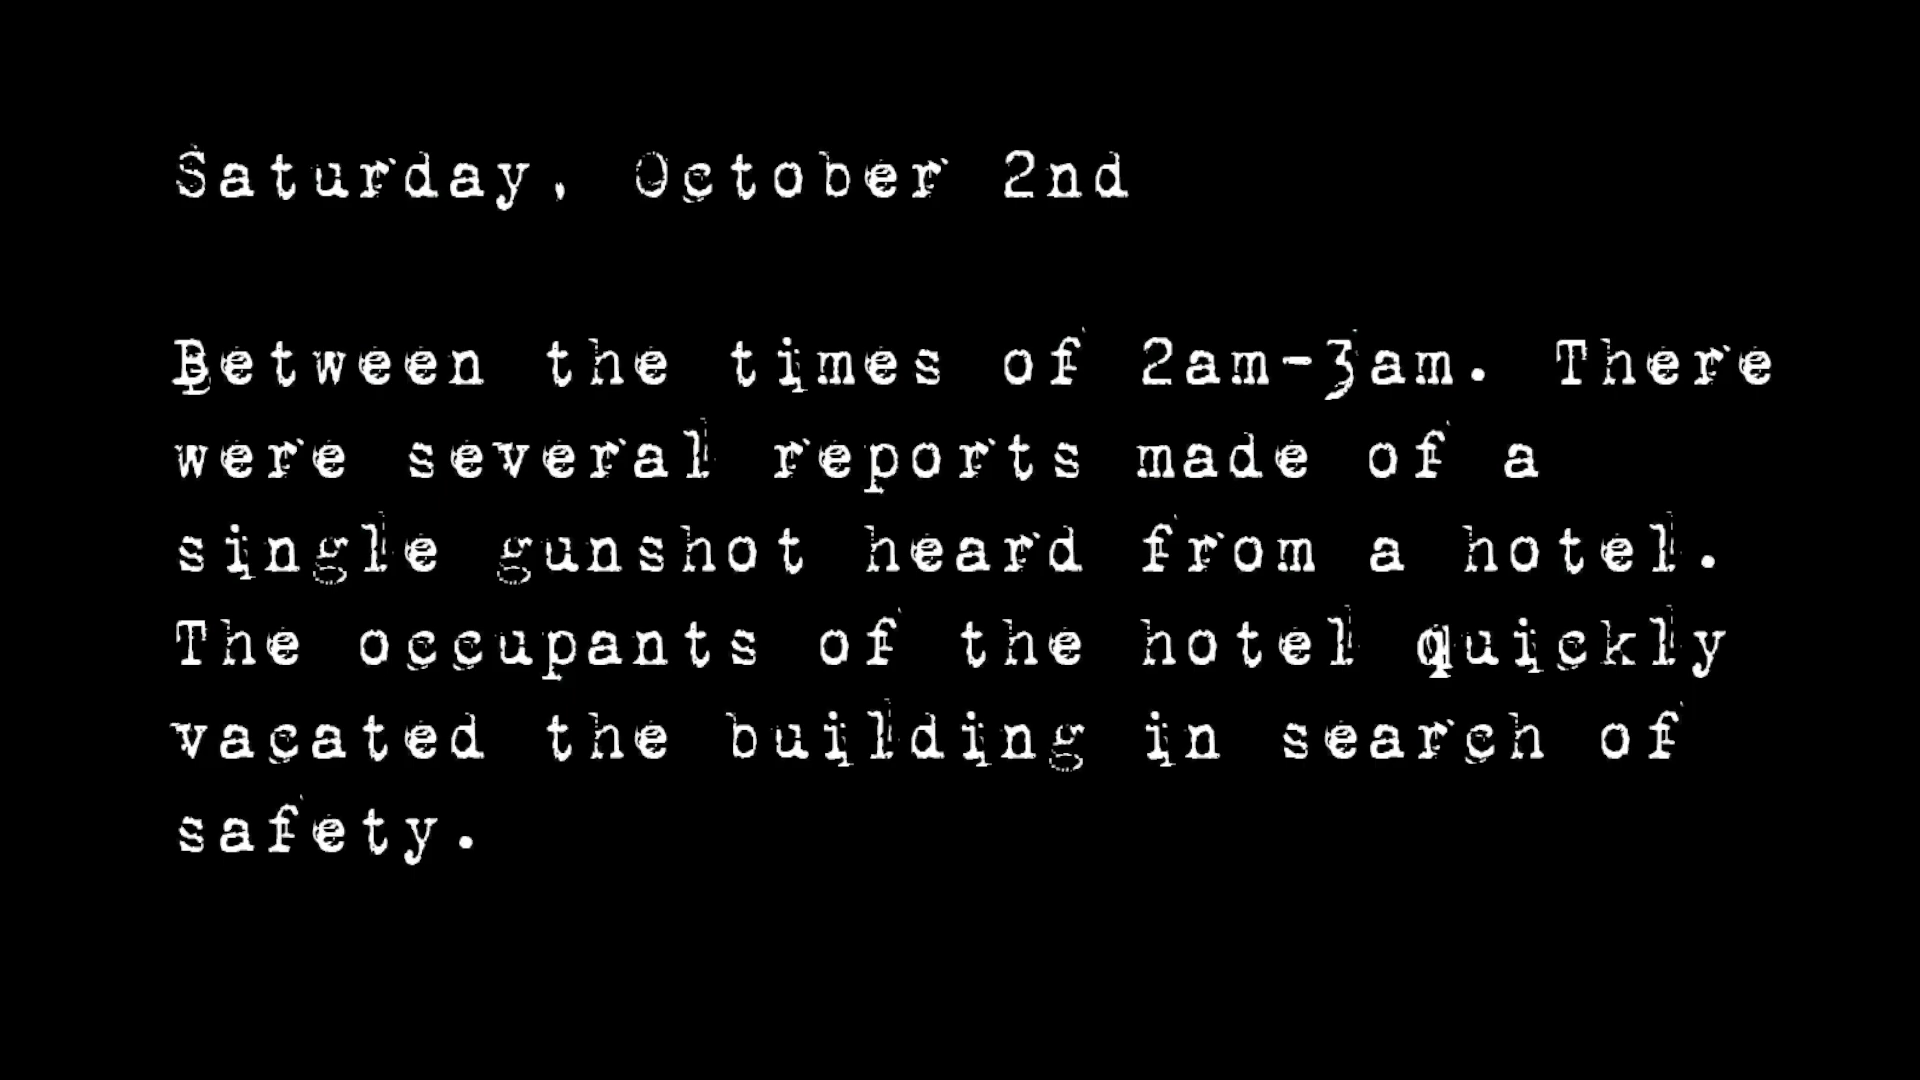 Saturday, October 2nd
Between the times of 2am-3am. There
were several reports made of a
single gunshot heard from a hotel.
The occupants of the hotel quickly
vacated the building in search of
safety.